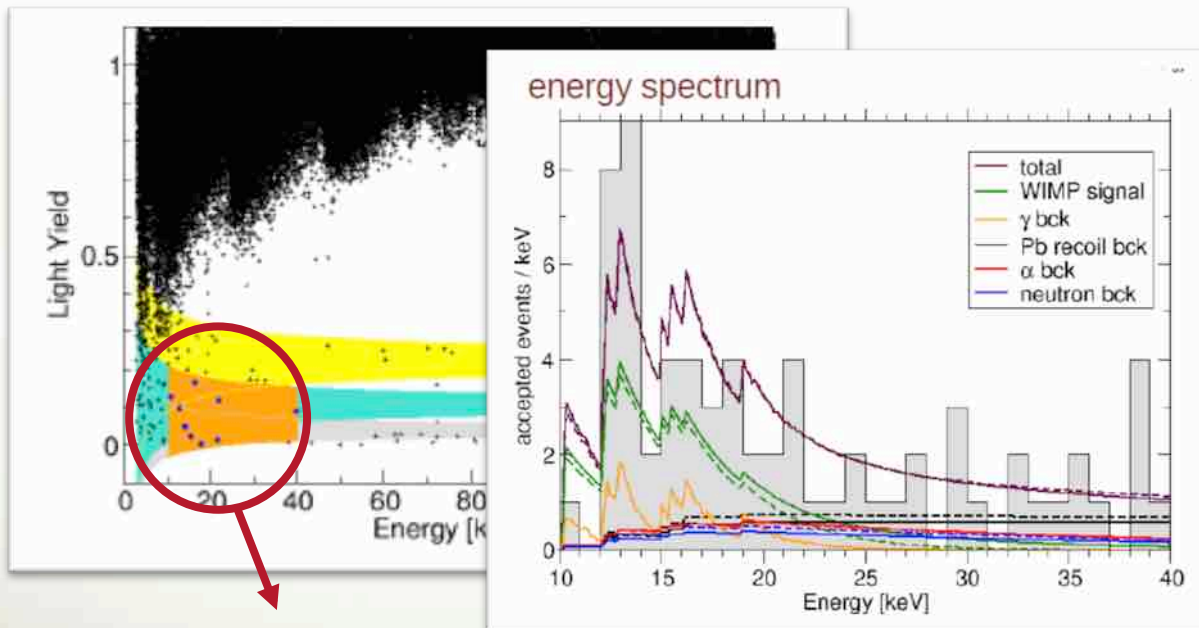 1
0.5
0
Light Yield
0
20
40
60
80
Energy [k
energy spectrum
total
WIMP signal
γ bck
Pb recoil bck
α bck
neutron bck
8
6
4
2
0
accepted events / keV
10
15
20
25
30
35
40
Energy [keV]